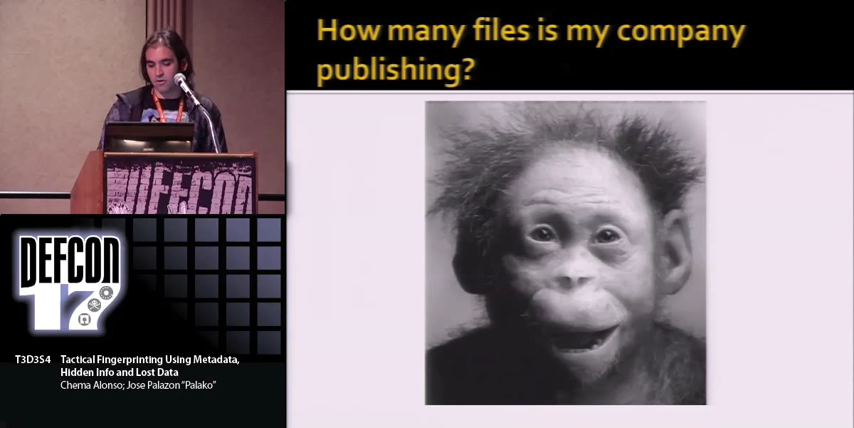 How many files is my company
publishing?
DEFCON
DEFCON
17
T3D3S4 Tactical Fingerprinting Using Metadata,
Hidden Info and Lost Data
Chema Alonso; Jose Palazon "Palako"